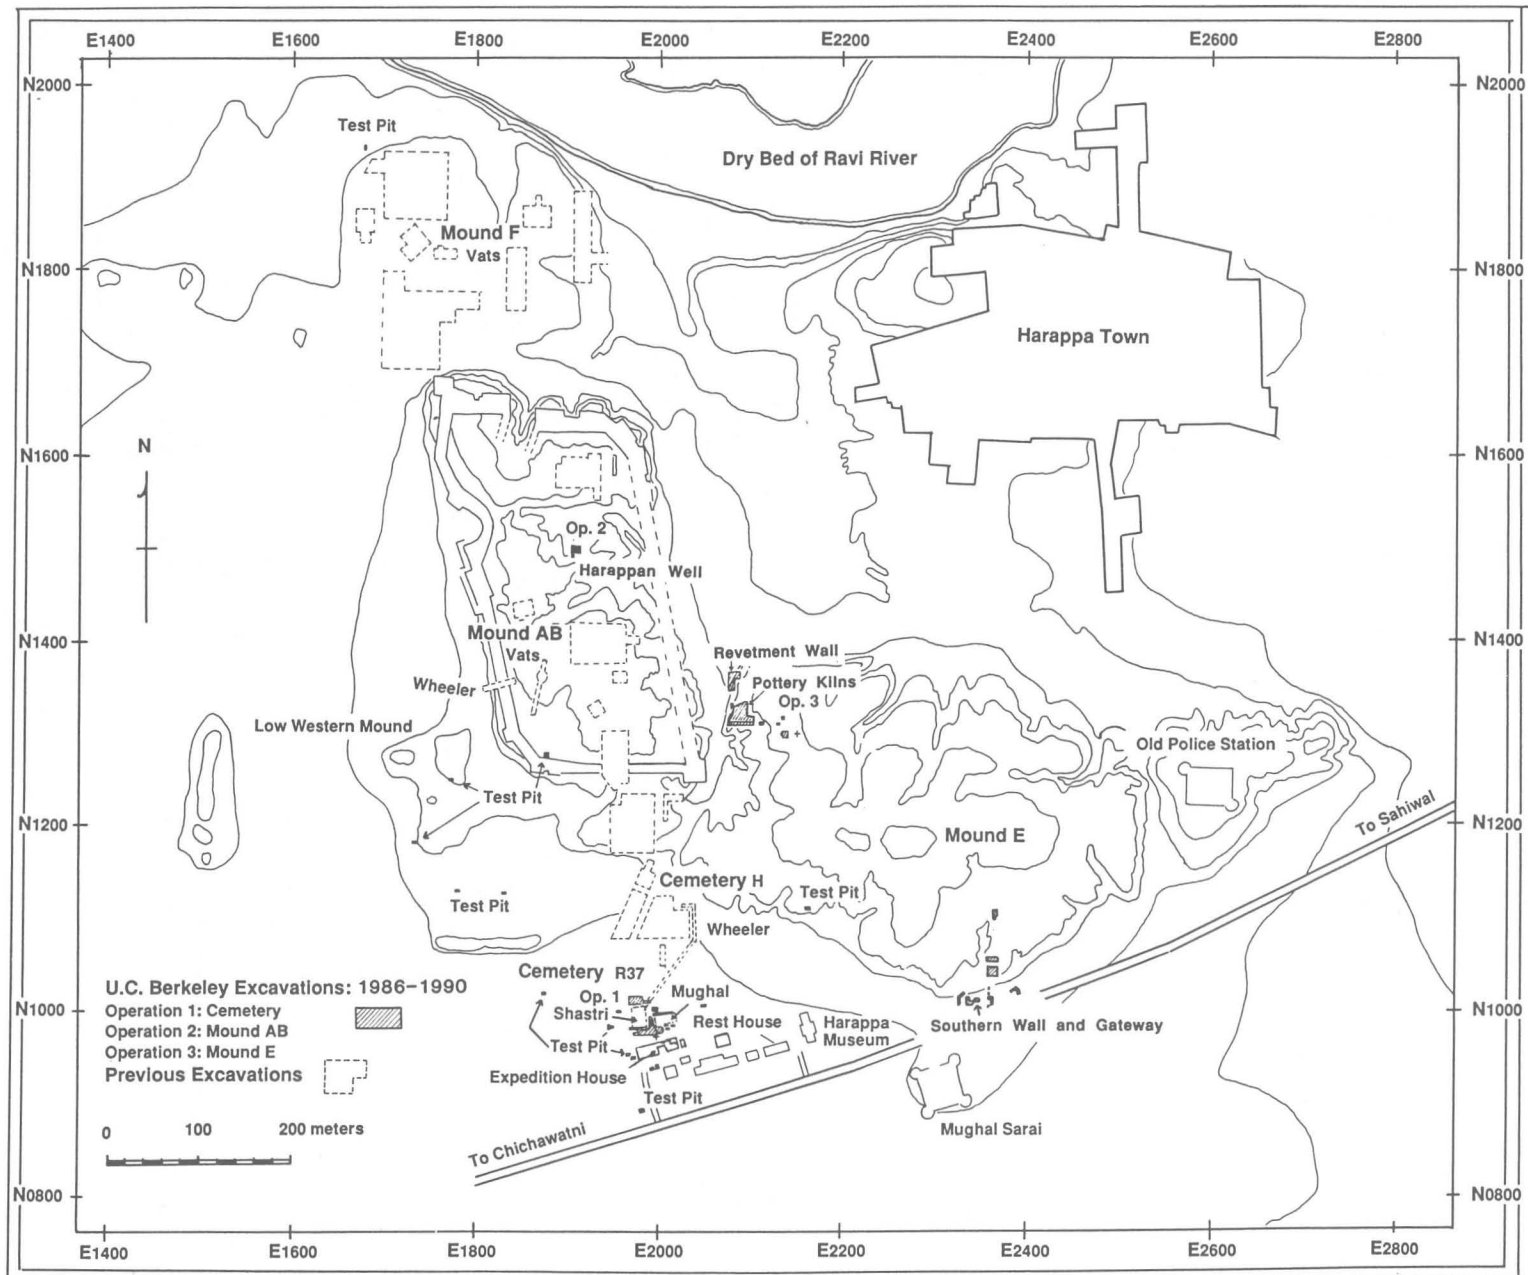 E1400 E1600 E1800 E2000 E2200 E2400 E2600 E2800
N2000 N2000
Test Pit
Dry Bed of Ravi River
Mound F
Vats
N1800 N1800
Harappa Town
N
N1600 N1600
Op. 2
Harappan Well
Mound AB
N1400 N1400
Vats
Revetment Wall
Wheeler
Pottery Kilns
Op. 3
Low Western Mound
Old Police Station
Test Pit
To Sahiwal
N1200 N1200
Mound E
Cemetery H
Test Pit
Test Pit
Wheeler
Cemetery R37
U.C. Berkeley Excavations: 1986-1990
Operation 1: Cemetery
Operation 2: Mound AB
Operation 3: Mound E
Previous Excavations
N1000 N1000
Op. 1
Mughal
Shastri
Rest House
Harappa
Museum
Southern Wall and Gateway
Test Pit
Expedition House
Test Pit
Mughal Sarai
0 100 200 meters
To Chichawatni
N0800 N0800
E1400 E1600 E1800 E2000 E2200 E2400 E2600 E2800